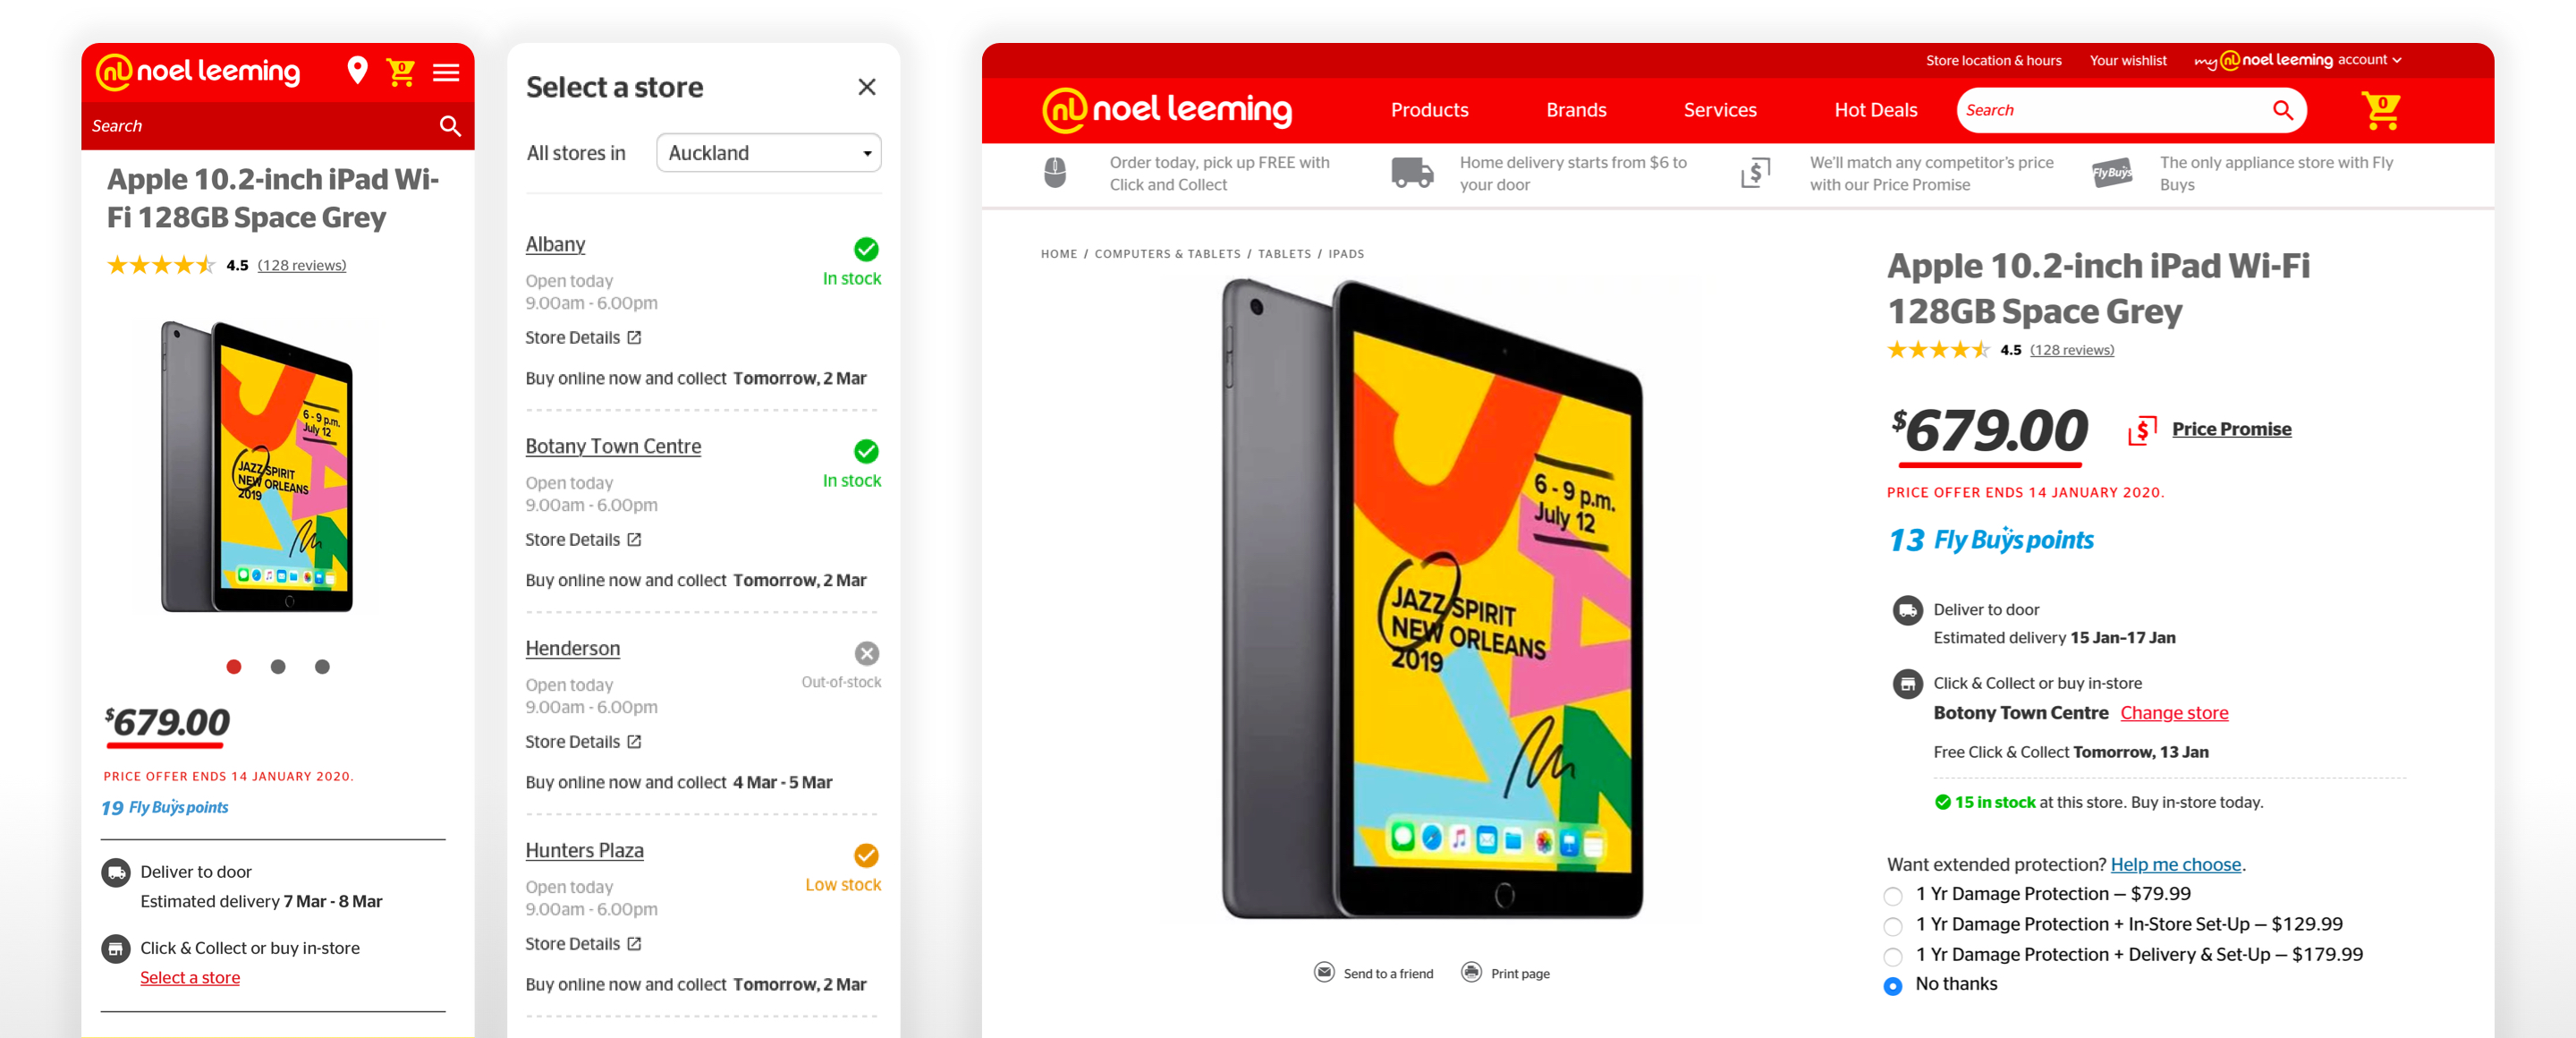 noel leeming
0
Search
Apple 10.2-inch iPad Wi-
Fi 128GB Space Grey
4.5 (128 reviews)
6 - 9 p.m.
July 12
JAZZ SPIRIT
NEW ORLEANS
2019
$679.00
PRICE OFFER ENDS 14 JANUARY 2020.
19 Fly Buys points
Deliver to door
Estimated delivery 7 Mar - 8 Mar
Click & Collect or buy in-store
Select a store
Select a store
All stores in Auckland
Albany
In stock
Open today
9.00am - 6.00pm
Store Details
Buy online now and collect Tomorrow, 2 Mar
Botany Town Centre
In stock
Open today
9.00am - 6.00pm
Store Details
Buy online now and collect Tomorrow, 2 Mar
Henderson
Out-of-stock
Open today
9.00am - 6.00pm
Store Details
Buy online now and collect 4 Mar - 5 Mar
Hunters Plaza
Low stock
Open today
9.00am - 6.00pm
Store Details
Buy online now and collect Tomorrow, 2 Mar
Store location & hours Your wishlist my nl noel leeming account
nl noel leeming Products Brands Services Hot Deals Search 0
Order today, pick up FREE with
Click and Collect
Home delivery starts from $6 to
your door
We'll match any competitor's price
with our Price Promise
Fly Buys
The only appliance store with Fly
Buys
HOME / COMPUTERS & TABLETS / TABLETS / IPADS
6 - 9 p.m.
July 12
JAZZ SPIRIT
NEW ORLEANS
2019
Send to a friend Print page
Apple 10.2-inch iPad Wi-Fi
128GB Space Grey
4.5 (128 reviews)
$679.00 $ Price Promise
PRICE OFFER ENDS 14 JANUARY 2020.
13 Fly Buys points
Deliver to door
Estimated delivery 15 Jan–17 Jan
Click & Collect or buy in-store
Botony Town Centre Change store
Free Click & Collect Tomorrow, 13 Jan
15 in stock at this store. Buy in-store today.
Want extended protection? Help me choose.
1 Yr Damage Protection — $79.99
1 Yr Damage Protection + In-Store Set-Up — $129.99
1 Yr Damage Protection + Delivery & Set-Up — $179.99
No thanks